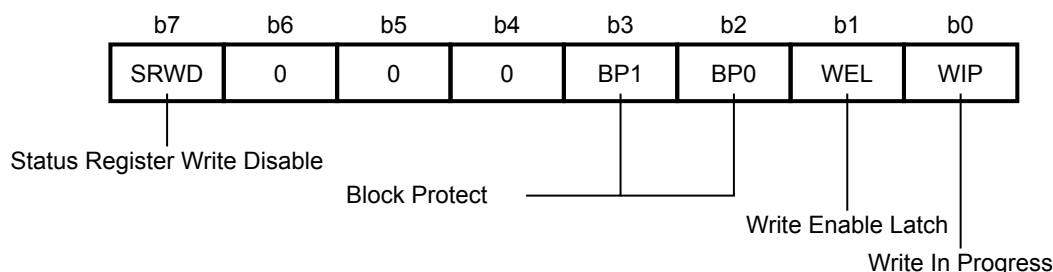 b7 b6 b5 b4 b3 b2 b1 b0
SRWD 0 0 0 BP1 BP0 WEL WIP
Status Register Write Disable
Block Protect
Write Enable Latch
Write In Progress